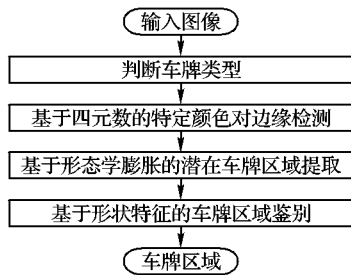 输入图像
判断车牌类型
基于四元数的特定颜色对边缘检测
基于形态学膨胀的潜在车牌区域提取
基于形状特征的车牌区域鉴别
车牌区域